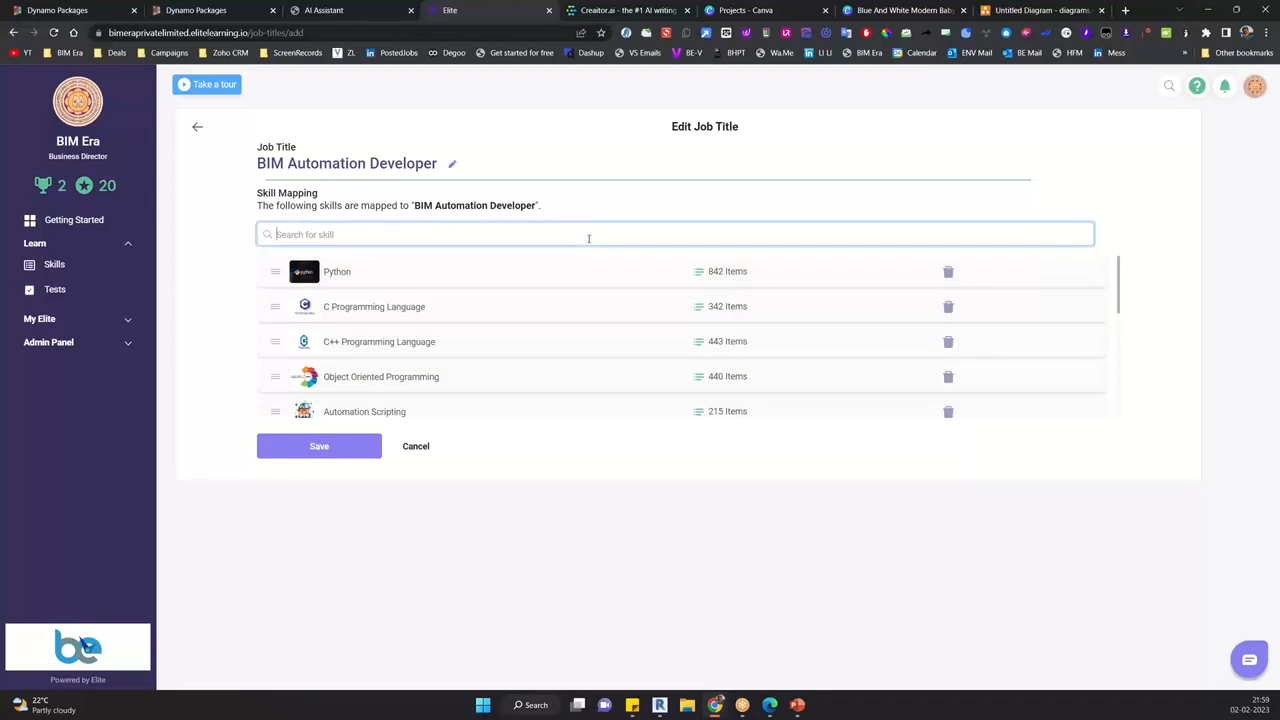 Dynamo Packages
Dynamo Packages
AI Assistant
Elite
Creaitor.ai - the #1 AI writing
Projects - Canva
Blue And White Modern Bab
Untitled Diagram - diagrams.
bimeraprivatelimited.elitelearning.io/job-titles/add
YT
BIM Era
Deals
Campaigns
Zoho CRM
ScreenRecords
ZL
PostedJobs
Degoo
Get started for free
Dashup
VS Emails
BE-V
BHPT
Wa.Me
LI LI
BIM Era
Calendar
ENV Mail
BE Mail
HFM
Mess
»
Other bookmarks
BIM Era
Business Director
2
20
Getting Started
Learn
Skills
Tests
My Elite
Admin Panel
be
Powered by Elite
Take a tour
Edit Job Title
Job Title
BIM Automation Developer
Skill Mapping
The following skills are mapped to "BIM Automation Developer".
Search for skill
Python 842 Items
C Programming Language 342 Items
C++ Programming Language 443 Items
Object Oriented Programming 440 Items
Automation Scripting 215 Items
Save
Cancel
22°C
Partly cloudy
Search
21:59
02-02-2023